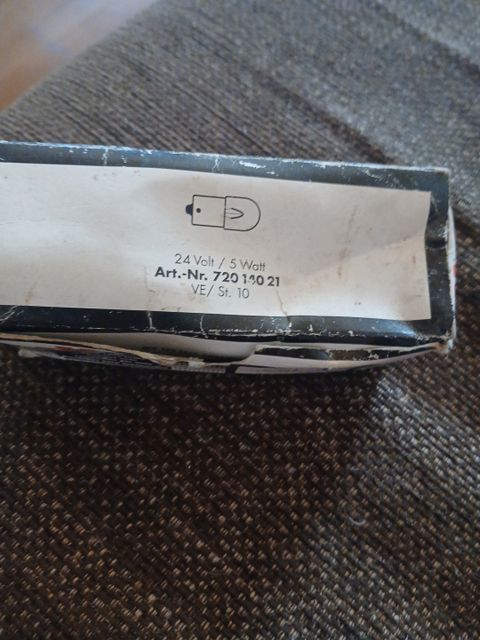 24 Volt / 5 Watt
Art.-Nr. 720 140 21
VE/ St. 10